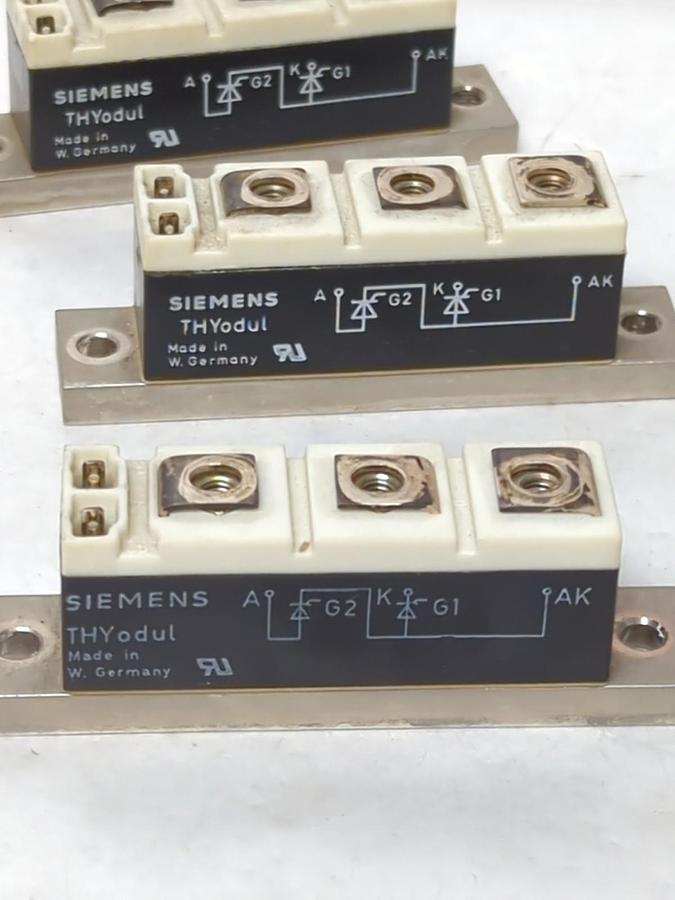 SIEMENS
THYodul
Made in
W. Germany
A G2 K G1 AK
SIEMENS
THYodul
Made in
W. Germany
A G2 K G1 AK
SIEMENS
THYodul
Made in
W. Germany
A G2 K G1 AK